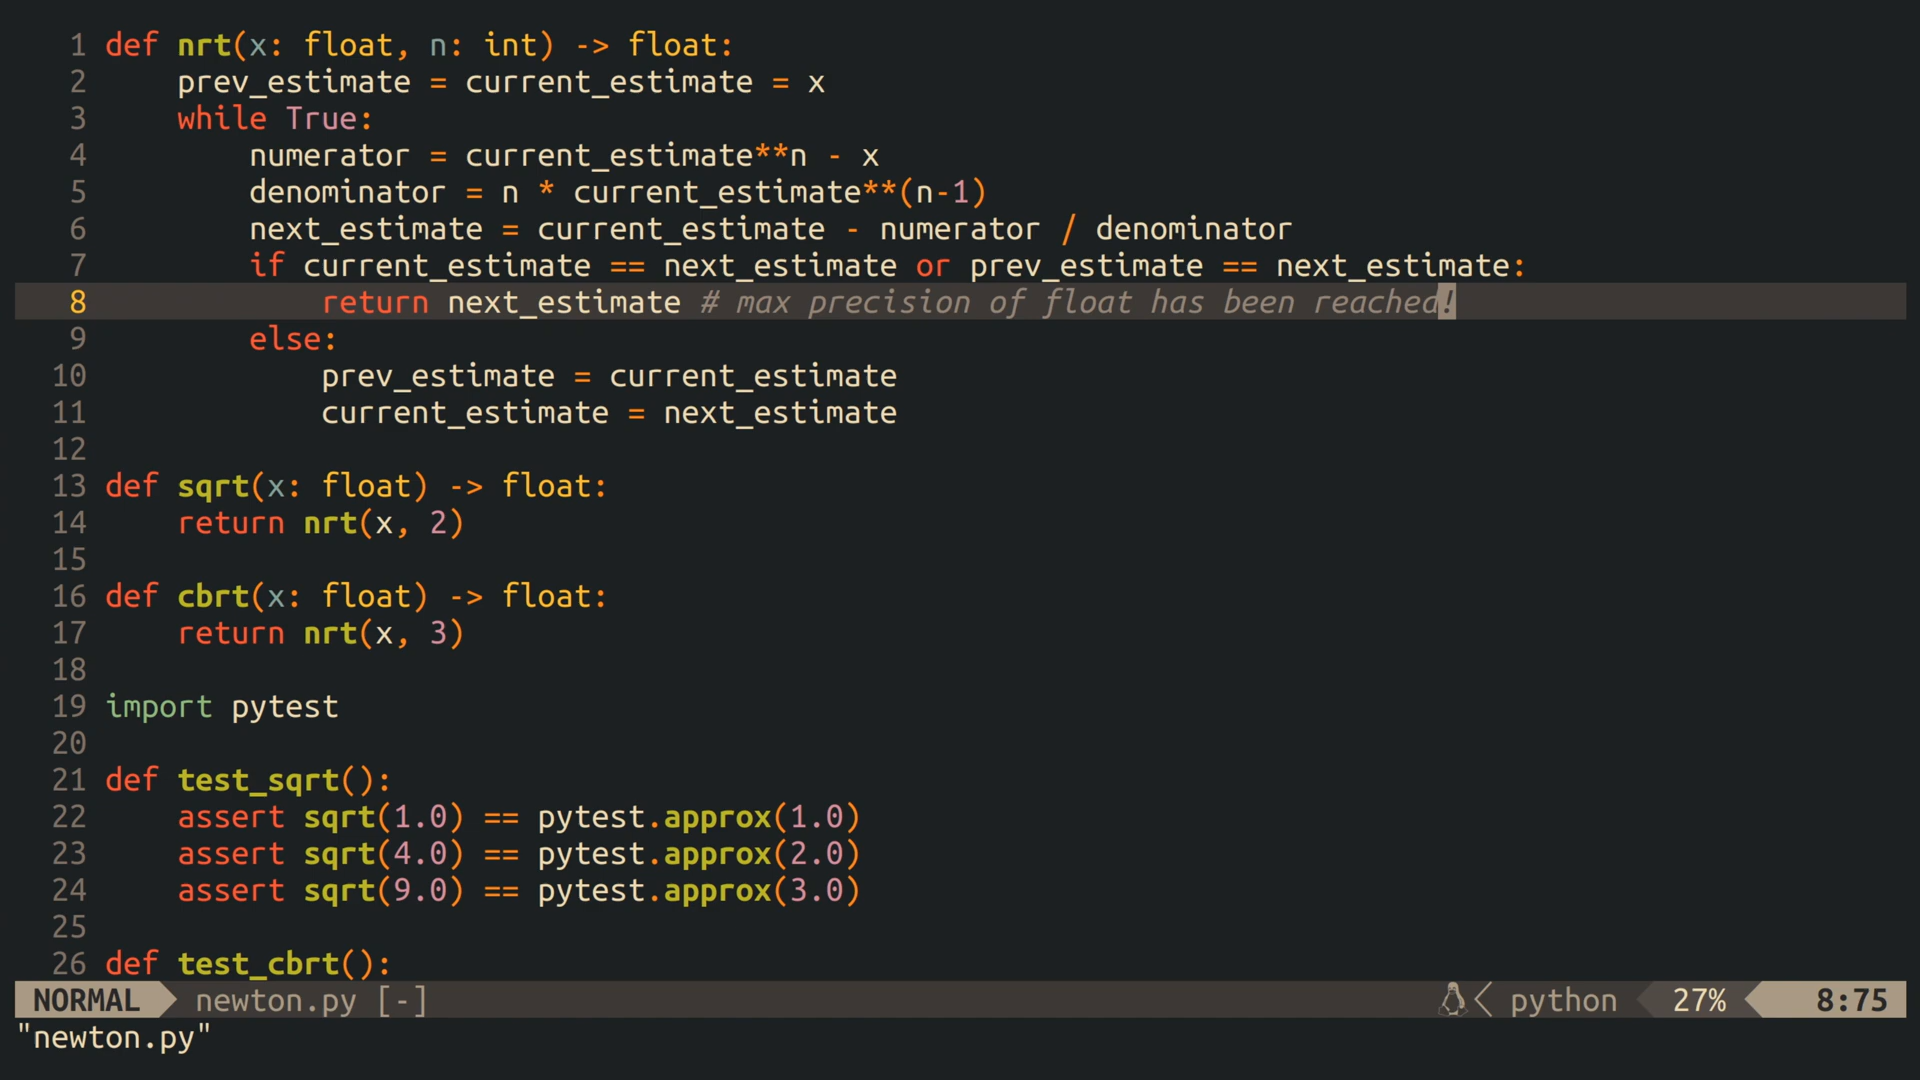 1 def nrt(x: float, n: int) -> float:
2     prev_estimate = current_estimate = x
3     while True:
4         numerator = current_estimate**n - x
5         denominator = n * current_estimate**(n-1)
6         next_estimate = current_estimate - numerator / denominator
7         if current_estimate == next_estimate or prev_estimate == next_estimate:
8             return next_estimate # max precision of float has been reached!
9         else:
10             prev_estimate = current_estimate
11             current_estimate = next_estimate
12
13 def sqrt(x: float) -> float:
14     return nrt(x, 2)
15
16 def cbrt(x: float) -> float:
17     return nrt(x, 3)
18
19 import pytest
20
21 def test_sqrt():
22     assert sqrt(1.0) == pytest.approx(1.0)
23     assert sqrt(4.0) == pytest.approx(2.0)
24     assert sqrt(9.0) == pytest.approx(3.0)
25
26 def test_cbrt():
NORMAL newton.py [-] python 27% 8:75
"newton.py"